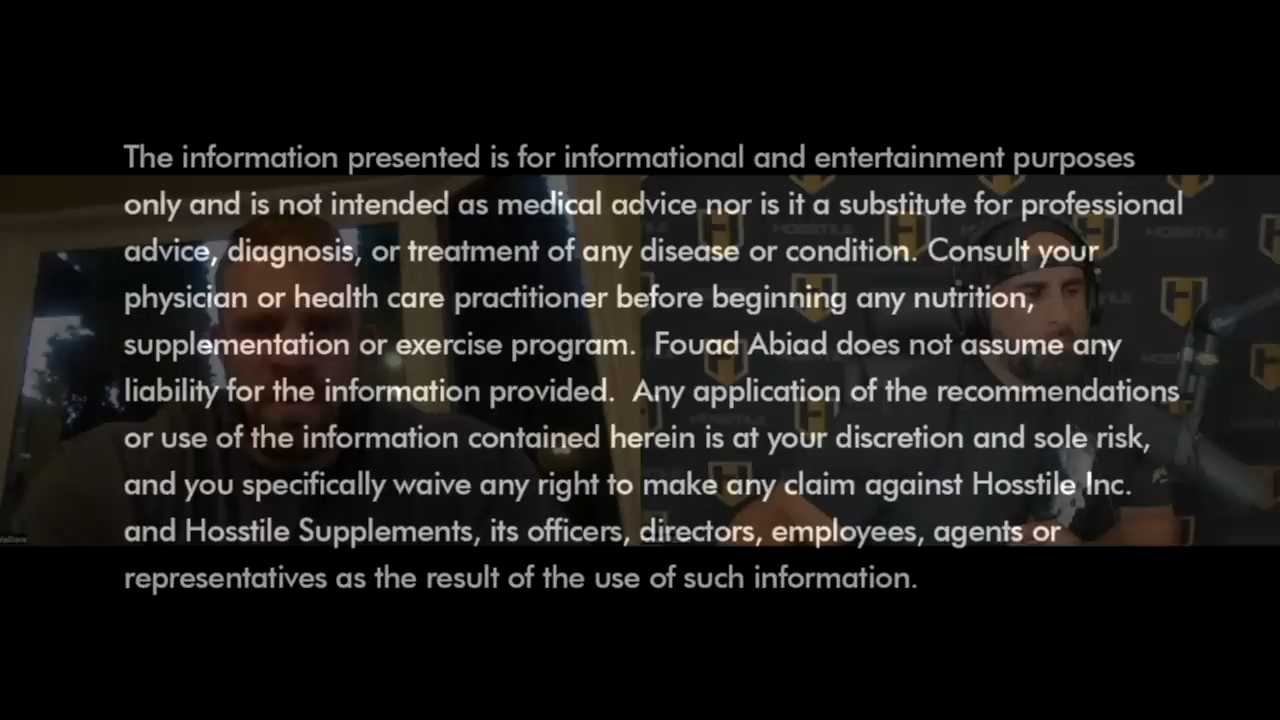 The information presented is for informational and entertainment purposes
only and is not intended as medical advice nor is it a substitute for professional
advice, diagnosis, or treatment of any disease or condition. Consult your
physician or health care practitioner before beginning any nutrition,
supplementation or exercise program. Fouad Abiad does not assume any
liability for the information provided. Any application of the recommendations
or use of the information contained herein is at your discretion and sole risk,
and you specifically waive any right to make any claim against Hosstile Inc.
and Hosstile Supplements, its officers, directors, employees, agents or
representatives as the result of the use of such information.
HOSSTILE
HOSSTILE